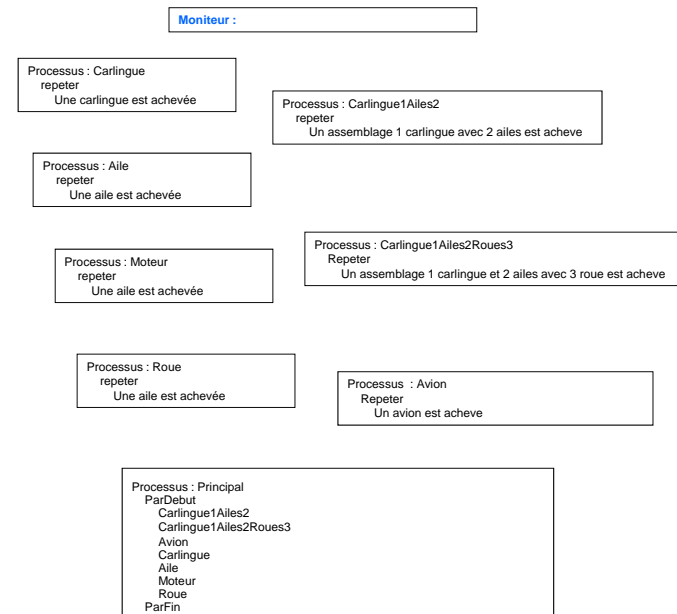 Moniteur :
Processus : Carlingue
repeter
Une carlingue est achevée
Processus : Carlingue1Ailes2
repeter
Un assemblage 1 carlingue avec 2 ailes est acheve
Processus : Aile
repeter
Une aile est achevée
Processus : Carlingue1Ailes2Roues3
Repeter
Un assemblage 1 carlingue et 2 ailes avec 3 roue est acheve
Processus : Moteur
repeter
Une aile est achevée
Processus : Roue
repeter
Une aile est achevée
Processus : Avion
Repeter
Un avion est acheve
Processus : Principal
ParDebut
Carlingue1Ailes2
Carlingue1Ailes2Roues3
Avion
Carlingue
Aile
Moteur
Roue
ParFin